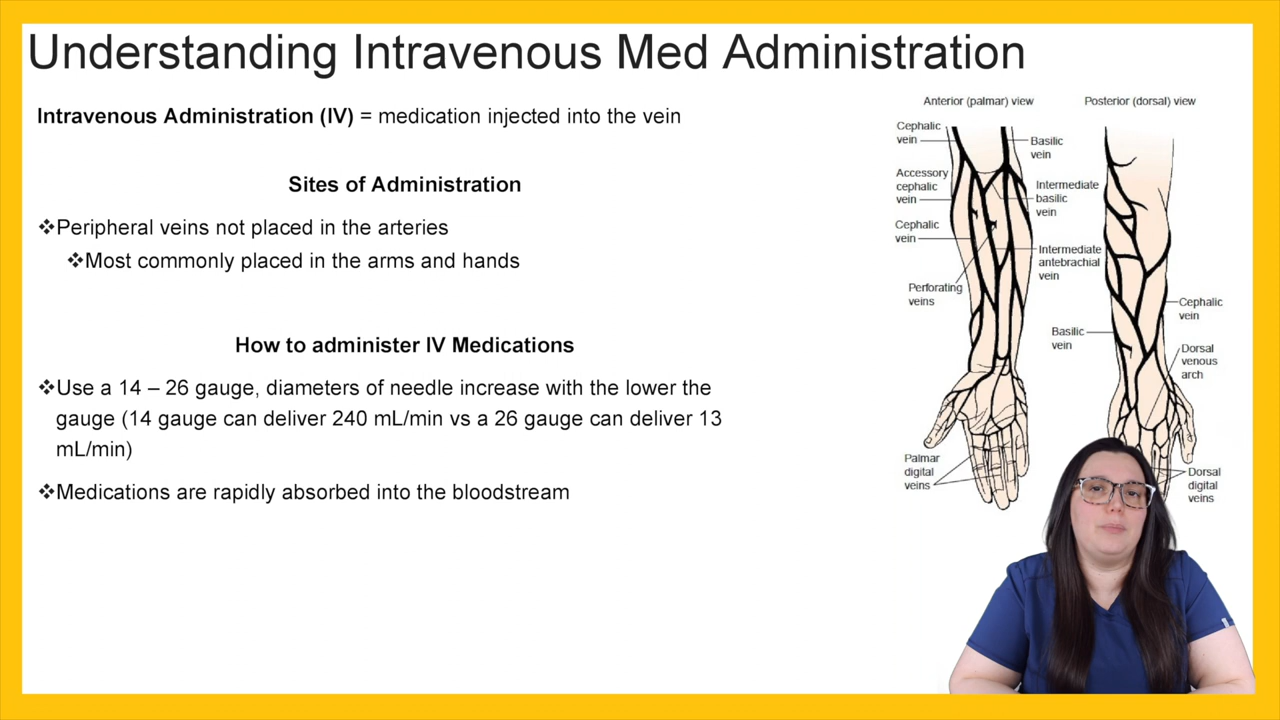 Understanding Intravenous Med Administration
Intravenous Administration (IV) = medication injected into the vein
Sites of Administration
❖Peripheral veins not placed in the arteries
❖Most commonly placed in the arms and hands
How to administer IV Medications
❖Use a 14 – 26 gauge, diameters of needle increase with the lower the
gauge (14 gauge can deliver 240 mL/min vs a 26 gauge can deliver 13
mL/min)
❖Medications are rapidly absorbed into the bloodstream
Anterior (palmar) view
Cephalic
vein
Basilic
vein
Accessory
cephalic
vein
Intermediate
basilic
vein
Cephalic
vein
Intermediate
antebrachial
vein
Perforating
veins
Palmar
digital
veins
Posterior (dorsal) view
Cephalic
vein
Basilic
vein
Dorsal
venous
arch
Dorsal
digital
veins